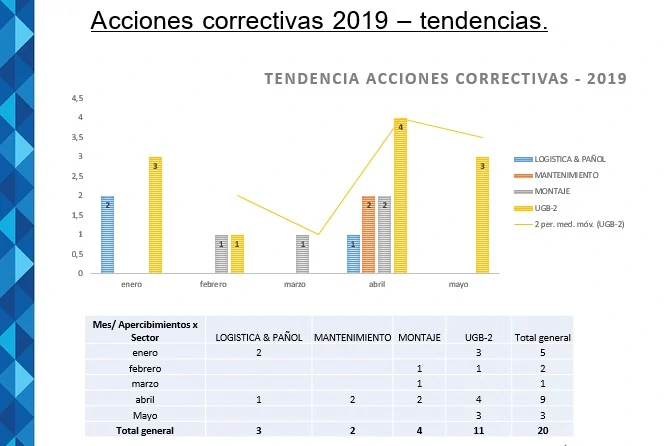 Acciones correctivas 2019 – tendencias.
TENDENCIA ACCIONES CORRECTIVAS - 2019
4,5
4
3,5
3
2,5
2
1,5
1
0,5
0
2
3
1
1
1
1
2
2
4
3
enero
febrero
marzo
abril
mayo
LOGISTICA & PAÑOL
MANTENIMIENTO
MONTAJE
UGB-2
2 per. med. móv. (UGB-2)
Mes/ Apercibimientos x Sector LOGISTICA & PAÑOL MANTENIMIENTO MONTAJE UGB-2 Total general
enero 2 3 5
febrero 1 1 2
marzo 1 1
abril 1 2 2 4 9
Mayo 3 3
Total general 3 2 4 11 20